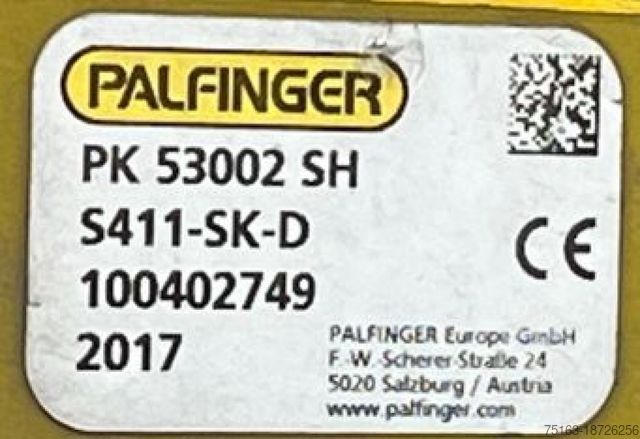 PALFINGER
PK 53002 SH
S411-SK-D
100402749
2017
CE
PALFINGER Europe GmbH
F.-W.-Scherer-Straße 24
5020 Salzburg / Austria
www.palfinger.com
75163-18726256